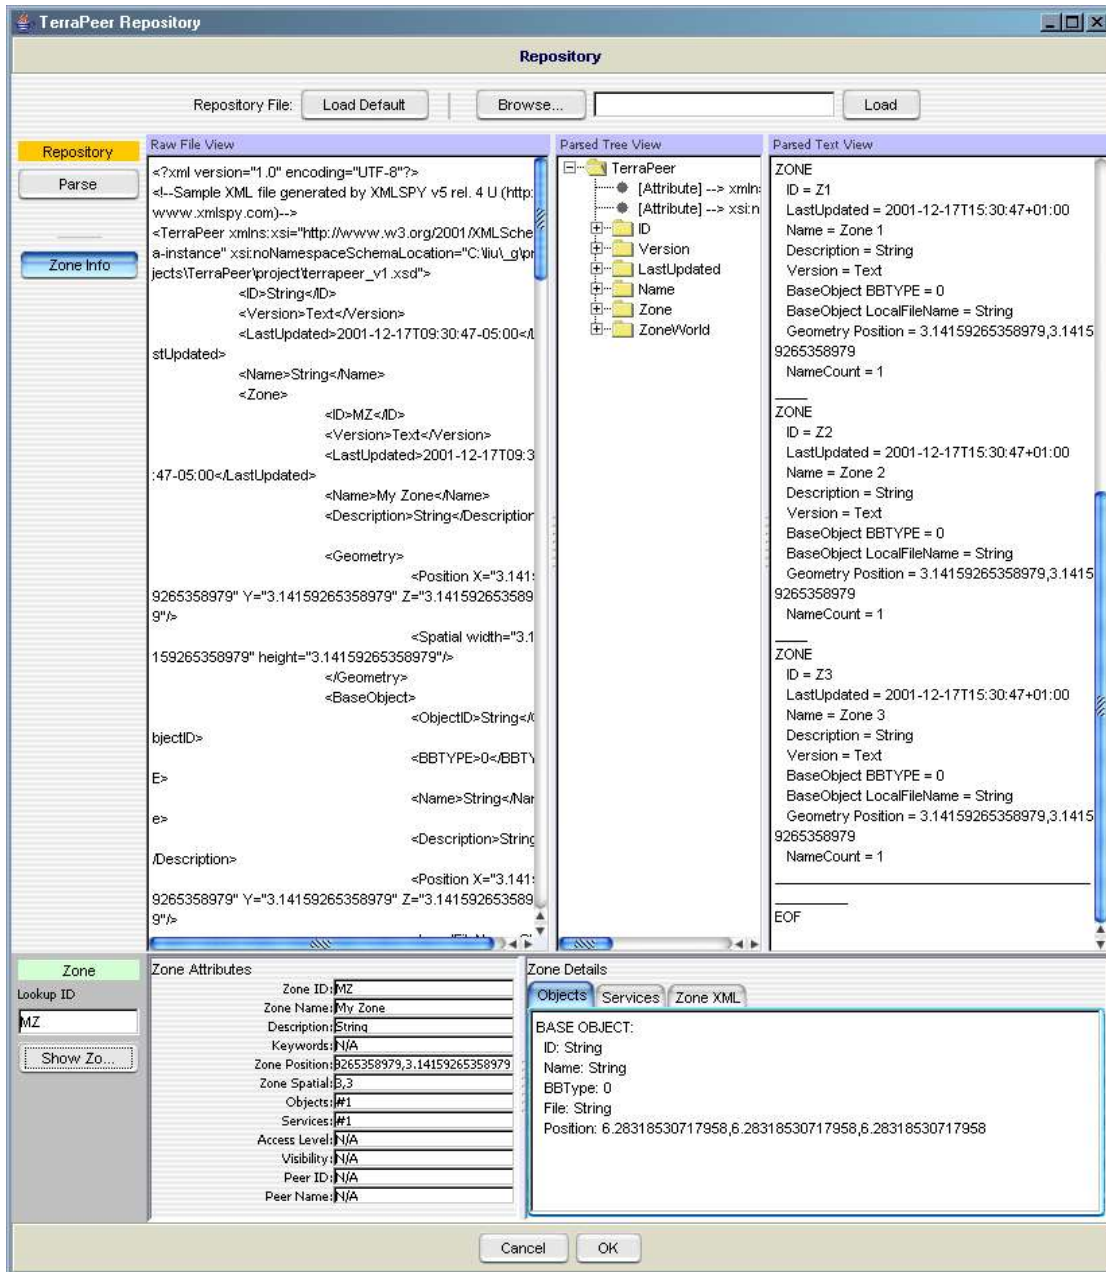 TerraPeer Repository
Repository
Repository File:
Load Default
Browse...
Load
Repository
Parse
Zone Info
Raw File View
<?xml version="1.0" encoding="UTF-8"?>
<!--Sample XML file generated by XMLSPY v5 rel. 4 U (http:
www.xmlspy.com)-->
<TerraPeer xmlns:xsi="http://www.w3.org/2001/XMLSche
a-instance" xsi:noNamespaceSchemaLocation="C:\liu\_g\pr
jects\TerraPeer\project\terrapeer_v1.xsd">
<ID>String</ID>
<Version>Text</Version>
<LastUpdated>2001-12-17T09:30:47-05:00</L
stUpdated>
<Name>String</Name>
<Zone>
<ID>MZ</ID>
<Version>Text</Version>
<LastUpdated>2001-12-17T09:3
:47-05:00</LastUpdated>
<Name>My Zone</Name>
<Description>String</Description
<Geometry>
<Position X="3.141
9265358979" Y="3.14159265358979" Z="3.141592653589
9"/>
<Spatial width="3.1
159265358979" height="3.14159265358979"/>
</Geometry>
<BaseObject>
<ObjectID>String</
bjectID>
<BBTYPE>0</BBTY
E>
<Name>String</Nar
e>
<Description>String
/Description>
<Position X="3.141
9265358979" Y="3.14159265358979" Z="3.141592653589
9"/>
Parsed Tree View
TerraPeer
[Attribute] --> xmln
[Attribute] --> xsi:n
ID
Version
LastUpdated
Name
Zone
ZoneWorld
Parsed Text View
ZONE
ID = Z1
LastUpdated = 2001-12-17T15:30:47+01:00
Name = Zone 1
Description = String
Version = Text
BaseObject BBTYPE = 0
BaseObject LocalFileName = String
Geometry Position = 3.14159265358979,3.1415
9265358979
NameCount = 1
____
ZONE
ID = Z2
LastUpdated = 2001-12-17T15:30:47+01:00
Name = Zone 2
Description = String
Version = Text
BaseObject BBTYPE = 0
BaseObject LocalFileName = String
Geometry Position = 3.14159265358979,3.1415
9265358979
NameCount = 1
____
ZONE
ID = Z3
LastUpdated = 2001-12-17T15:30:47+01:00
Name = Zone 3
Description = String
Version = Text
BaseObject BBTYPE = 0
BaseObject LocalFileName = String
Geometry Position = 3.14159265358979,3.1415
9265358979
NameCount = 1
EOF
Zone
Lookup ID
MZ
Show Zo...
Zone Attributes
Zone ID: MZ
Zone Name: My Zone
Description: String
Keywords: N/A
Zone Position: 9265358979,3.14159265358979
Zone Spatial: 3,3
Objects: #1
Services: #1
Access Level: N/A
Visibility: N/A
Peer ID: N/A
Peer Name: N/A
Zone Details
Objects Services Zone XML
BASE OBJECT:
ID: String
Name: String
BBType: 0
File: String
Position: 6.28318530717958,6.28318530717958,6.28318530717958
Cancel
OK